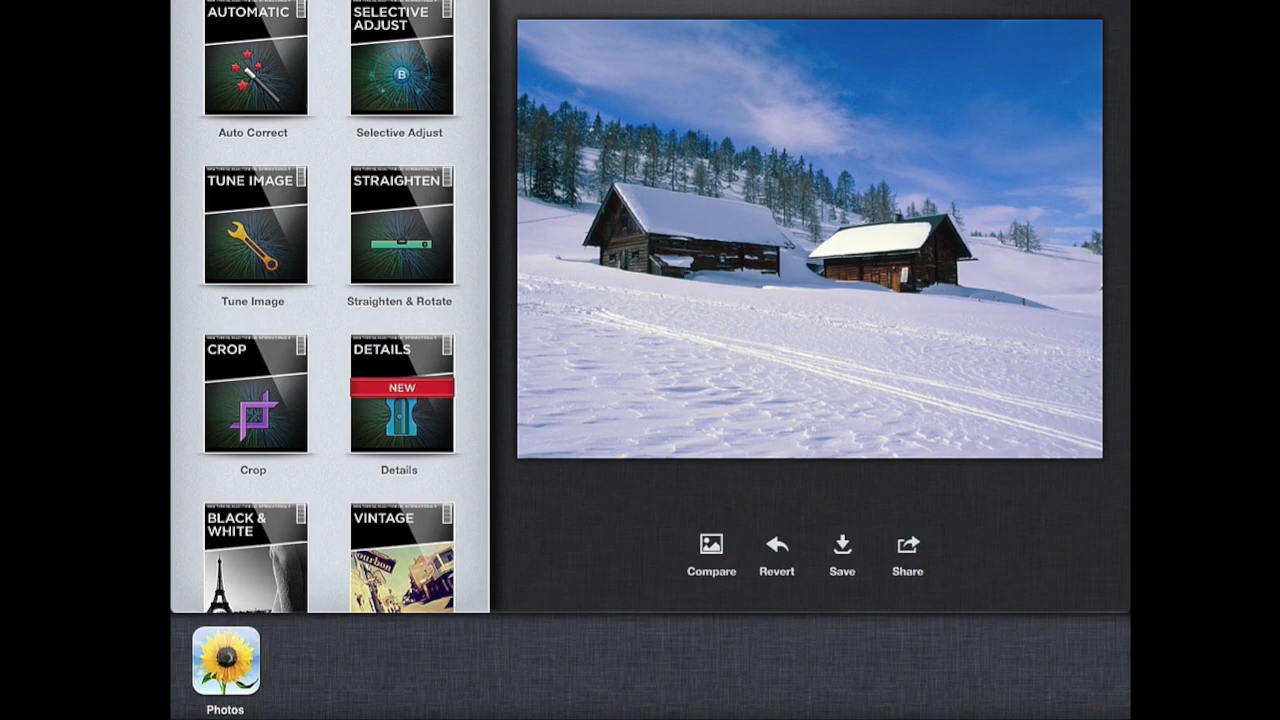 AUTOMATIC
SELECTIVE
ADJUST
B
Auto Correct
Selective Adjust
TUNE IMAGE
STRAIGHTEN
Tune Image
Straighten & Rotate
CROP
DETAILS
NEW
Crop
Details
BLACK &
WHITE
VINTAGE
ourbon
Compare
Revert
Save
Share
Photos